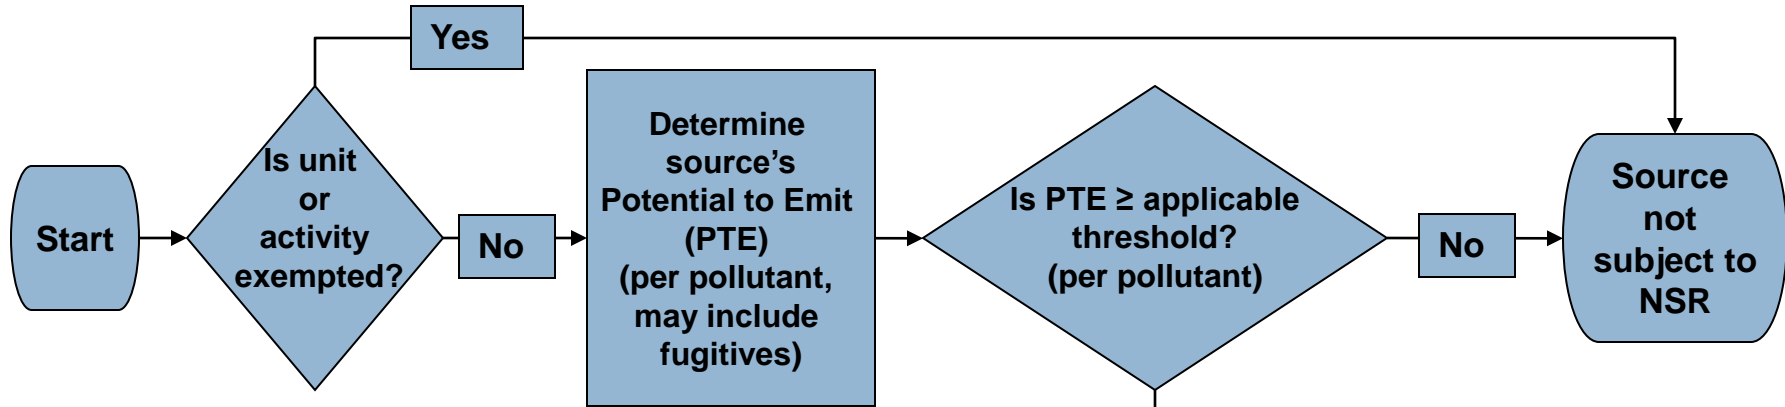 Yes
Start
Is unit
or
activity
exempted?
No
Determine
source’s
Potential to Emit
(PTE)
(per pollutant,
may include
fugitives)
Is PTE ≥ applicable
threshold?
(per pollutant)
No
Source
not
subject to
NSR